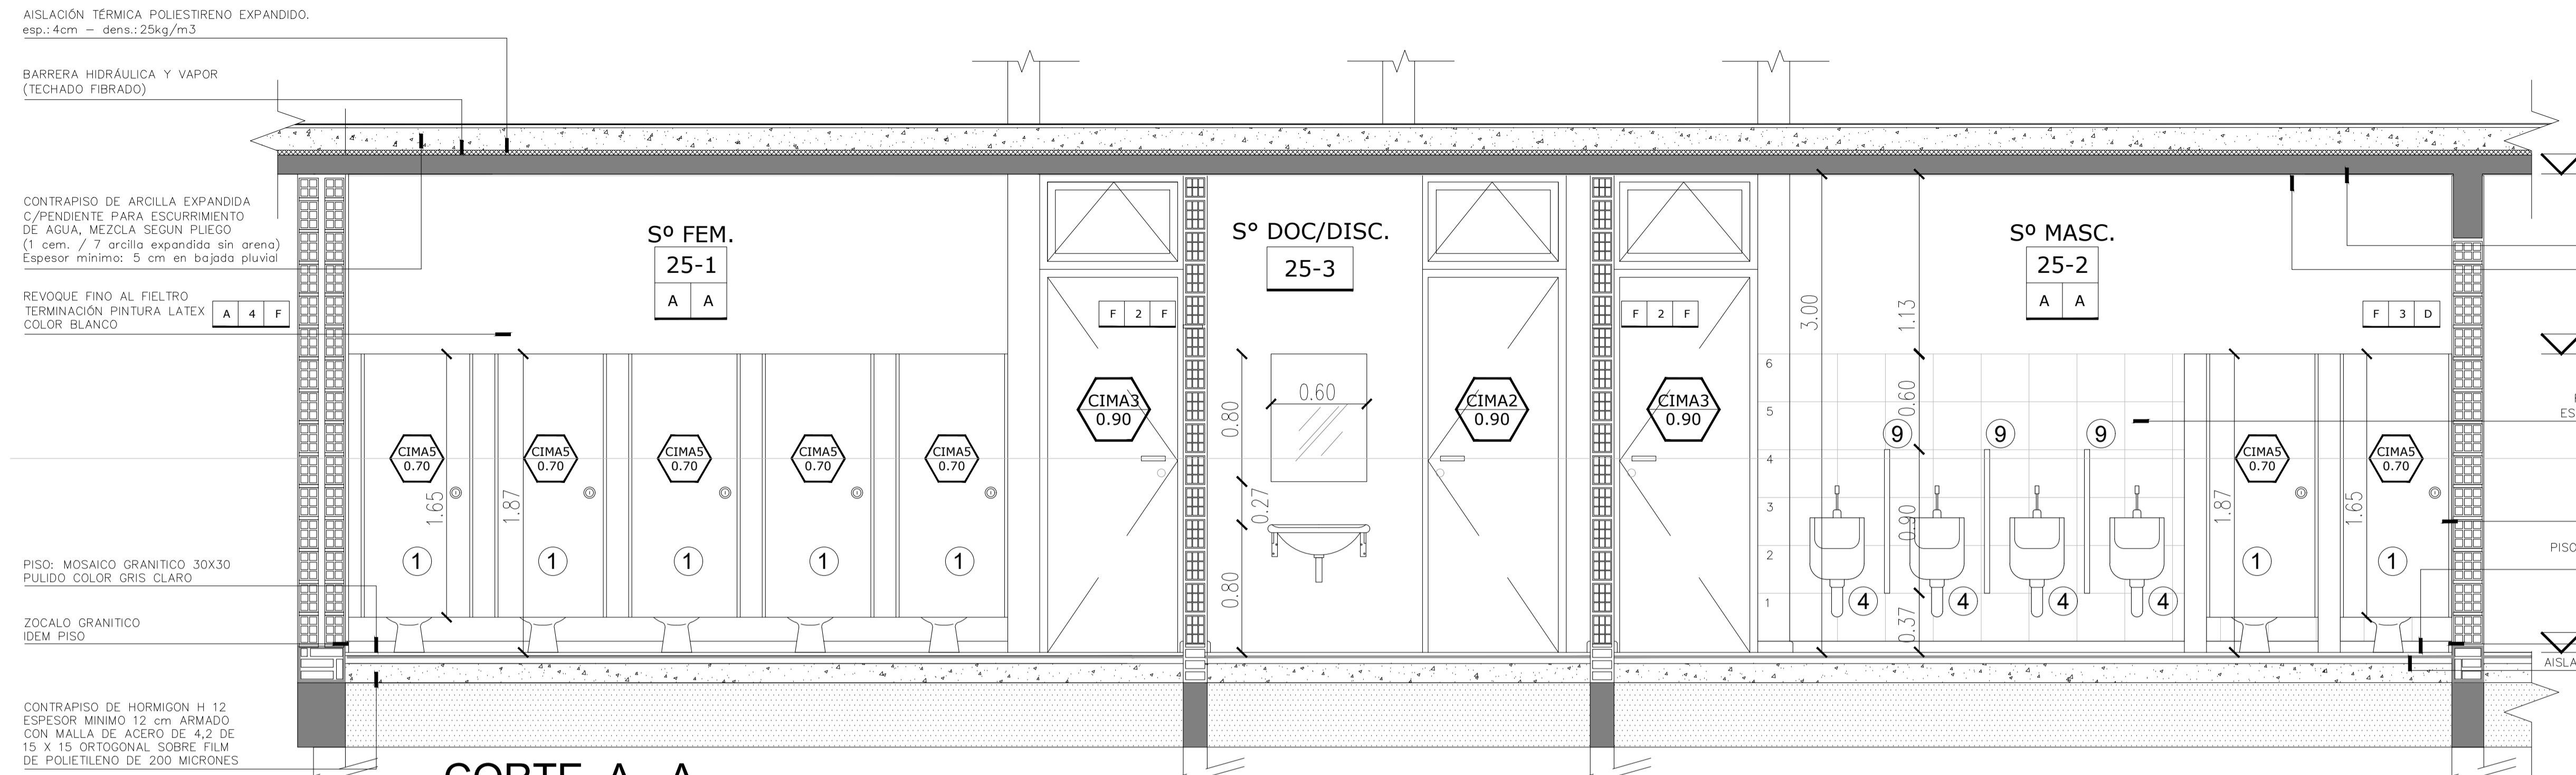 AISLACIÓN TÉRMICA POLIESTIRENO EXPANDIDO.
esp.: 4cm – dens.: 25kg/m3
BARRERA HIDRÁULICA Y VAPOR
(TECHADO FIBRADO)
CONTRAPISO DE ARCILLA EXPANDIDA
C/PENDIENTE PARA ESCURRIMIENTO
DE AGUA, MEZCLA SEGUN PLIEGO
(1 cem. / 7 arcilla expandida sin arena)
Espesor minimo: 5 cm en bajada pluvial
REVOQUE FINO AL FIELTRO
TERMINACIÓN PINTURA LATEX
COLOR BLANCO
A 4 F
PISO: MOSAICO GRANITICO 30X30
PULIDO COLOR GRIS CLARO
ZOCALO GRANITICO
IDEM PISO
CONTRAPISO DE HORMIGON H 12
ESPESOR MINIMO 12 cm ARMADO
CON MALLA DE ACERO DE 4,2 DE
15 X 15 ORTOGONAL SOBRE FILM
DE POLIETILENO DE 200 MICRONES
Sº FEM.
25-1
A A
CIMA5
0.70
CIMA5
0.70
CIMA5
0.70
CIMA5
0.70
CIMA5
0.70
1.65
1.87
1
1
1
1
1
F 2 F
CIMA3
0.90
S° DOC/DISC.
25-3
0.60
0.80
0.27
0.80
CIMA2
0.90
F 2 F
CIMA3
0.90
Sº MASC.
25-2
A A
F 3 D
3.00
1.13
0.60
0.90
0.37
6
5
4
3
2
1
9
9
9
4
4
4
4
CIMA5
0.70
CIMA5
0.70
1.87
1.65
1
1
ES
PISO
AISLA
CORTE A - A